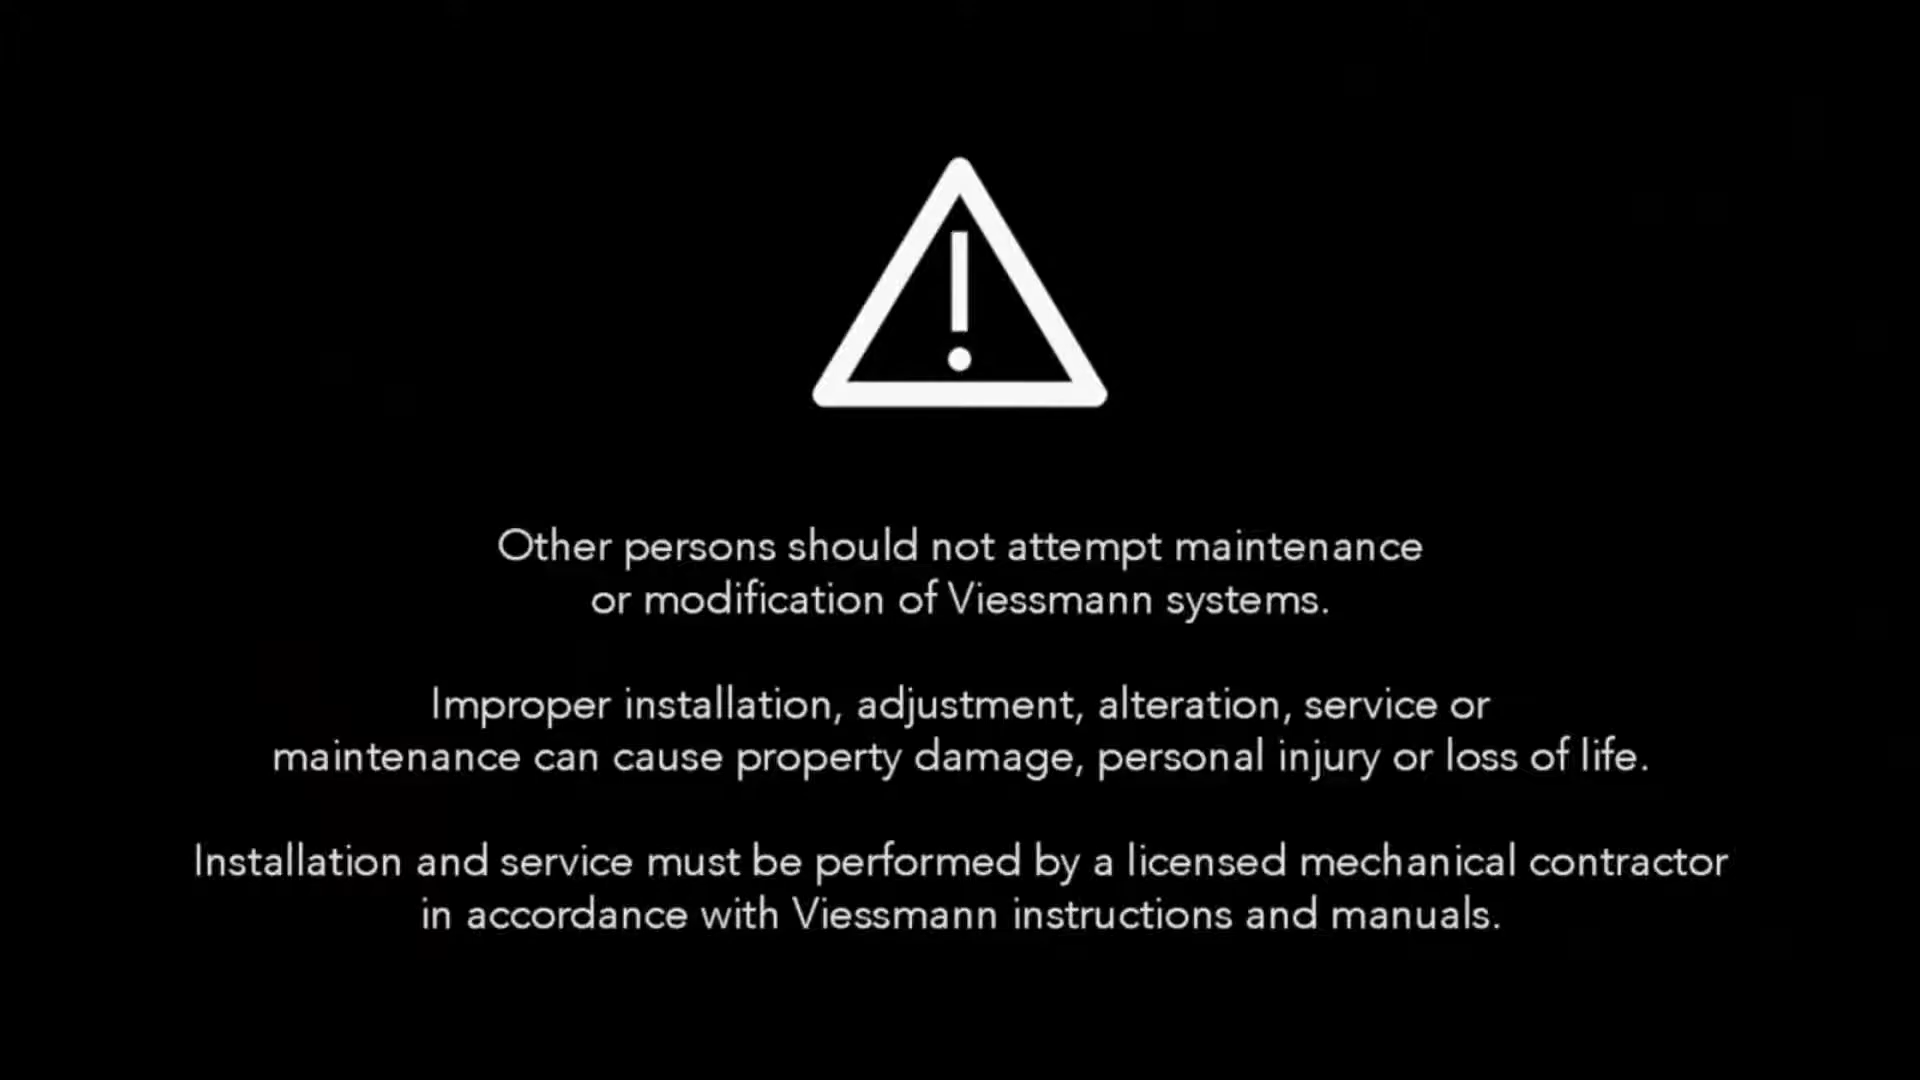 Other persons should not attempt maintenance
or modification of Viessmann systems.
Improper installation, adjustment, alteration, service or
maintenance can cause property damage, personal injury or loss of life.
Installation and service must be performed by a licensed mechanical contractor
in accordance with Viessmann instructions and manuals.